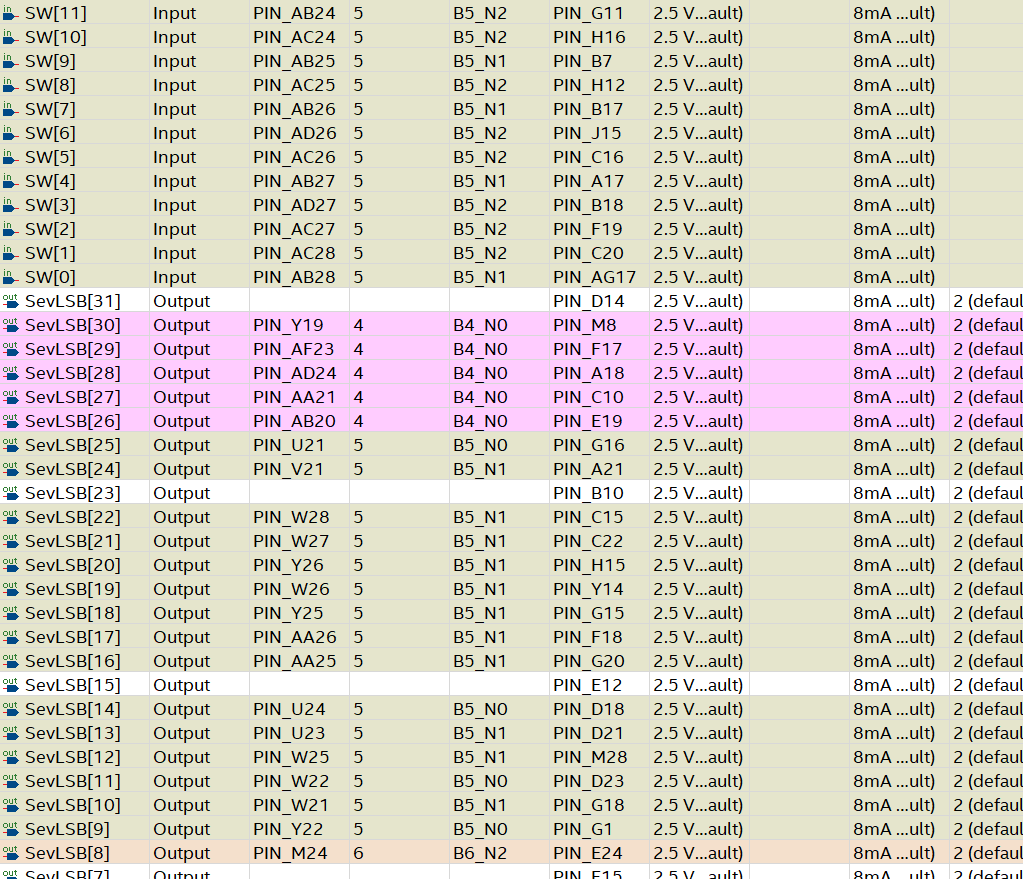 in SW[11] Input PIN_AB24 5 B5_N2 PIN_G11 2.5 V...ault) 8mA ...ult)
in SW[10] Input PIN_AC24 5 B5_N2 PIN_H16 2.5 V...ault) 8mA ...ult)
in SW[9] Input PIN_AB25 5 B5_N1 PIN_B7 2.5 V...ault) 8mA ...ult)
in SW[8] Input PIN_AC25 5 B5_N2 PIN_H12 2.5 V...ault) 8mA ...ult)
in SW[7] Input PIN_AB26 5 B5_N1 PIN_B17 2.5 V...ault) 8mA ...ult)
in SW[6] Input PIN_AD26 5 B5_N2 PIN_J15 2.5 V...ault) 8mA ...ult)
in SW[5] Input PIN_AC26 5 B5_N2 PIN_C16 2.5 V...ault) 8mA ...ult)
in SW[4] Input PIN_AB27 5 B5_N1 PIN_A17 2.5 V...ault) 8mA ...ult)
in SW[3] Input PIN_AD27 5 B5_N2 PIN_B18 2.5 V...ault) 8mA ...ult)
in SW[2] Input PIN_AC27 5 B5_N2 PIN_F19 2.5 V...ault) 8mA ...ult)
in SW[1] Input PIN_AC28 5 B5_N2 PIN_C20 2.5 V...ault) 8mA ...ult)
in SW[0] Input PIN_AB28 5 B5_N1 PIN_AG17 2.5 V...ault) 8mA ...ult)
out SevLSB[31] Output PIN_D14 2.5 V...ault) 8mA ...ult) 2 (defaul
out SevLSB[30] Output PIN_Y19 4 B4_N0 PIN_M8 2.5 V...ault) 8mA ...ult) 2 (defaul
out SevLSB[29] Output PIN_AF23 4 B4_N0 PIN_F17 2.5 V...ault) 8mA ...ult) 2 (defaul
out SevLSB[28] Output PIN_AD24 4 B4_N0 PIN_A18 2.5 V...ault) 8mA ...ult) 2 (defaul
out SevLSB[27] Output PIN_AA21 4 B4_N0 PIN_C10 2.5 V...ault) 8mA ...ult) 2 (defaul
out SevLSB[26] Output PIN_AB20 4 B4_N0 PIN_E19 2.5 V...ault) 8mA ...ult) 2 (defaul
out SevLSB[25] Output PIN_U21 5 B5_N0 PIN_G16 2.5 V...ault) 8mA ...ult) 2 (defaul
out SevLSB[24] Output PIN_V21 5 B5_N1 PIN_A21 2.5 V...ault) 8mA ...ult) 2 (defaul
out SevLSB[23] Output PIN_B10 2.5 V...ault) 8mA ...ult) 2 (defaul
out SevLSB[22] Output PIN_W28 5 B5_N1 PIN_C15 2.5 V...ault) 8mA ...ult) 2 (defaul
out SevLSB[21] Output PIN_W27 5 B5_N1 PIN_C22 2.5 V...ault) 8mA ...ult) 2 (defaul
out SevLSB[20] Output PIN_Y26 5 B5_N1 PIN_H15 2.5 V...ault) 8mA ...ult) 2 (defaul
out SevLSB[19] Output PIN_W26 5 B5_N1 PIN_Y14 2.5 V...ault) 8mA ...ult) 2 (defaul
out SevLSB[18] Output PIN_Y25 5 B5_N1 PIN_G15 2.5 V...ault) 8mA ...ult) 2 (defaul
out SevLSB[17] Output PIN_AA26 5 B5_N1 PIN_F18 2.5 V...ault) 8mA ...ult) 2 (defaul
out SevLSB[16] Output PIN_AA25 5 B5_N1 PIN_G20 2.5 V...ault) 8mA ...ult) 2 (defaul
out SevLSB[15] Output PIN_E12 2.5 V...ault) 8mA ...ult) 2 (defaul
out SevLSB[14] Output PIN_U24 5 B5_N0 PIN_D18 2.5 V...ault) 8mA ...ult) 2 (defaul
out SevLSB[13] Output PIN_U23 5 B5_N1 PIN_D21 2.5 V...ault) 8mA ...ult) 2 (defaul
out SevLSB[12] Output PIN_W25 5 B5_N1 PIN_M28 2.5 V...ault) 8mA ...ult) 2 (defaul
out SevLSB[11] Output PIN_W22 5 B5_N0 PIN_D23 2.5 V...ault) 8mA ...ult) 2 (defaul
out SevLSB[10] Output PIN_W21 5 B5_N1 PIN_G18 2.5 V...ault) 8mA ...ult) 2 (defaul
out SevLSB[9] Output PIN_Y22 5 B5_N0 PIN_G1 2.5 V...ault) 8mA ...ult) 2 (defaul
out SevLSB[8] Output PIN_M24 6 B6_N2 PIN_E24 2.5 V...ault) 8mA ...ult) 2 (defaul
out SevLSB[7] Output 2.5 V...ault) 8mA ...ult) 2 (defaul